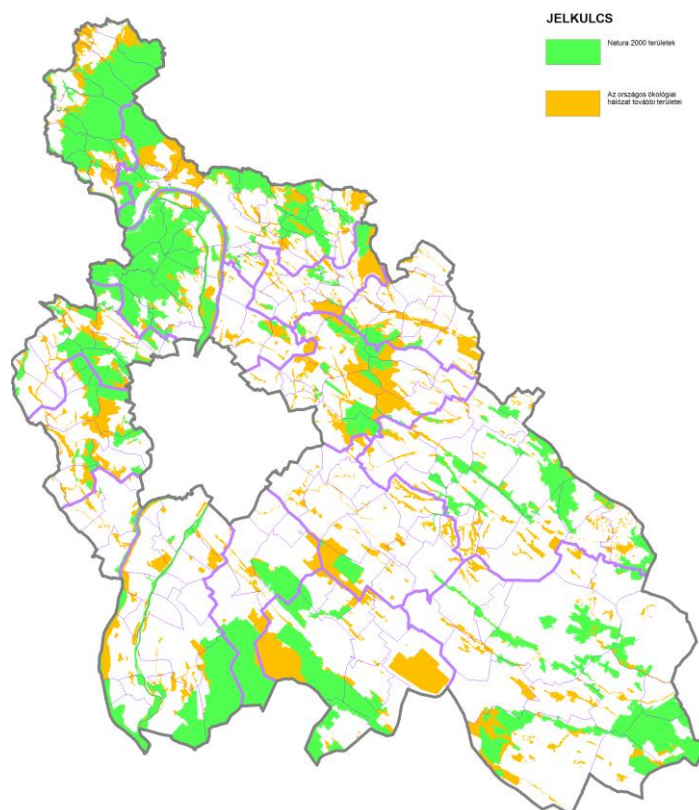 JELKULCS
Natura 2000 területek
Az országos ökológiai
hálózat további területei